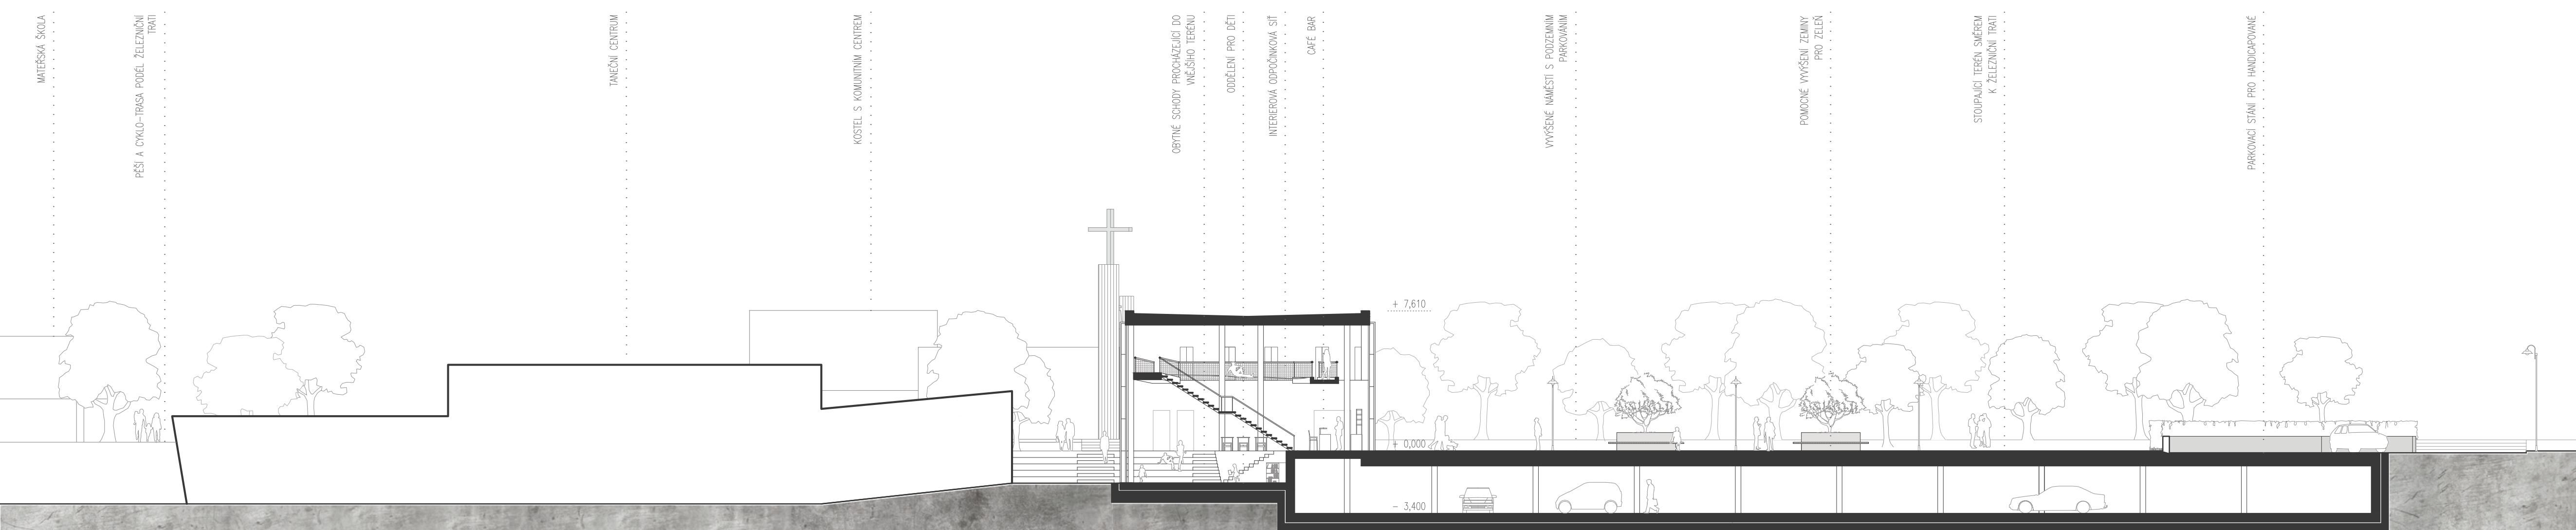 MATEŘSKÁ ŠKOLA
PĚŠÍ A CYKLO-TRASA PODÉL ŽELEZNIČNÍ
TRATI
TANEČNÍ CENTRUM
KOSTEL S KOMUNITNÍM CENTREM
OBYTNÉ SCHODY PROCHÁZEJÍCÍ DO
VNĚJŠIHO TERÉNU
ODDĚLENÍ PRO DĚTI
INTERIEROVÁ ODPOČINKOVÁ SÍŤ
CAFÉ BAR
VYVÝŠENÉ NÁMĚSTÍ S PODZEMNÍM
PARKOVÁNÍM
POMOCNÉ VYVÝŠENÍ ZEMINY
PRO ZELEŇ
STOUPAJÍCÍ TERÉN SMĚREM
K ŽELEZNIČNÍ TRATI
PARKOVACÍ STÁNÍ PRO HANDICAPOVANÉ
+ 7,610
+ 0,000
- 3,400